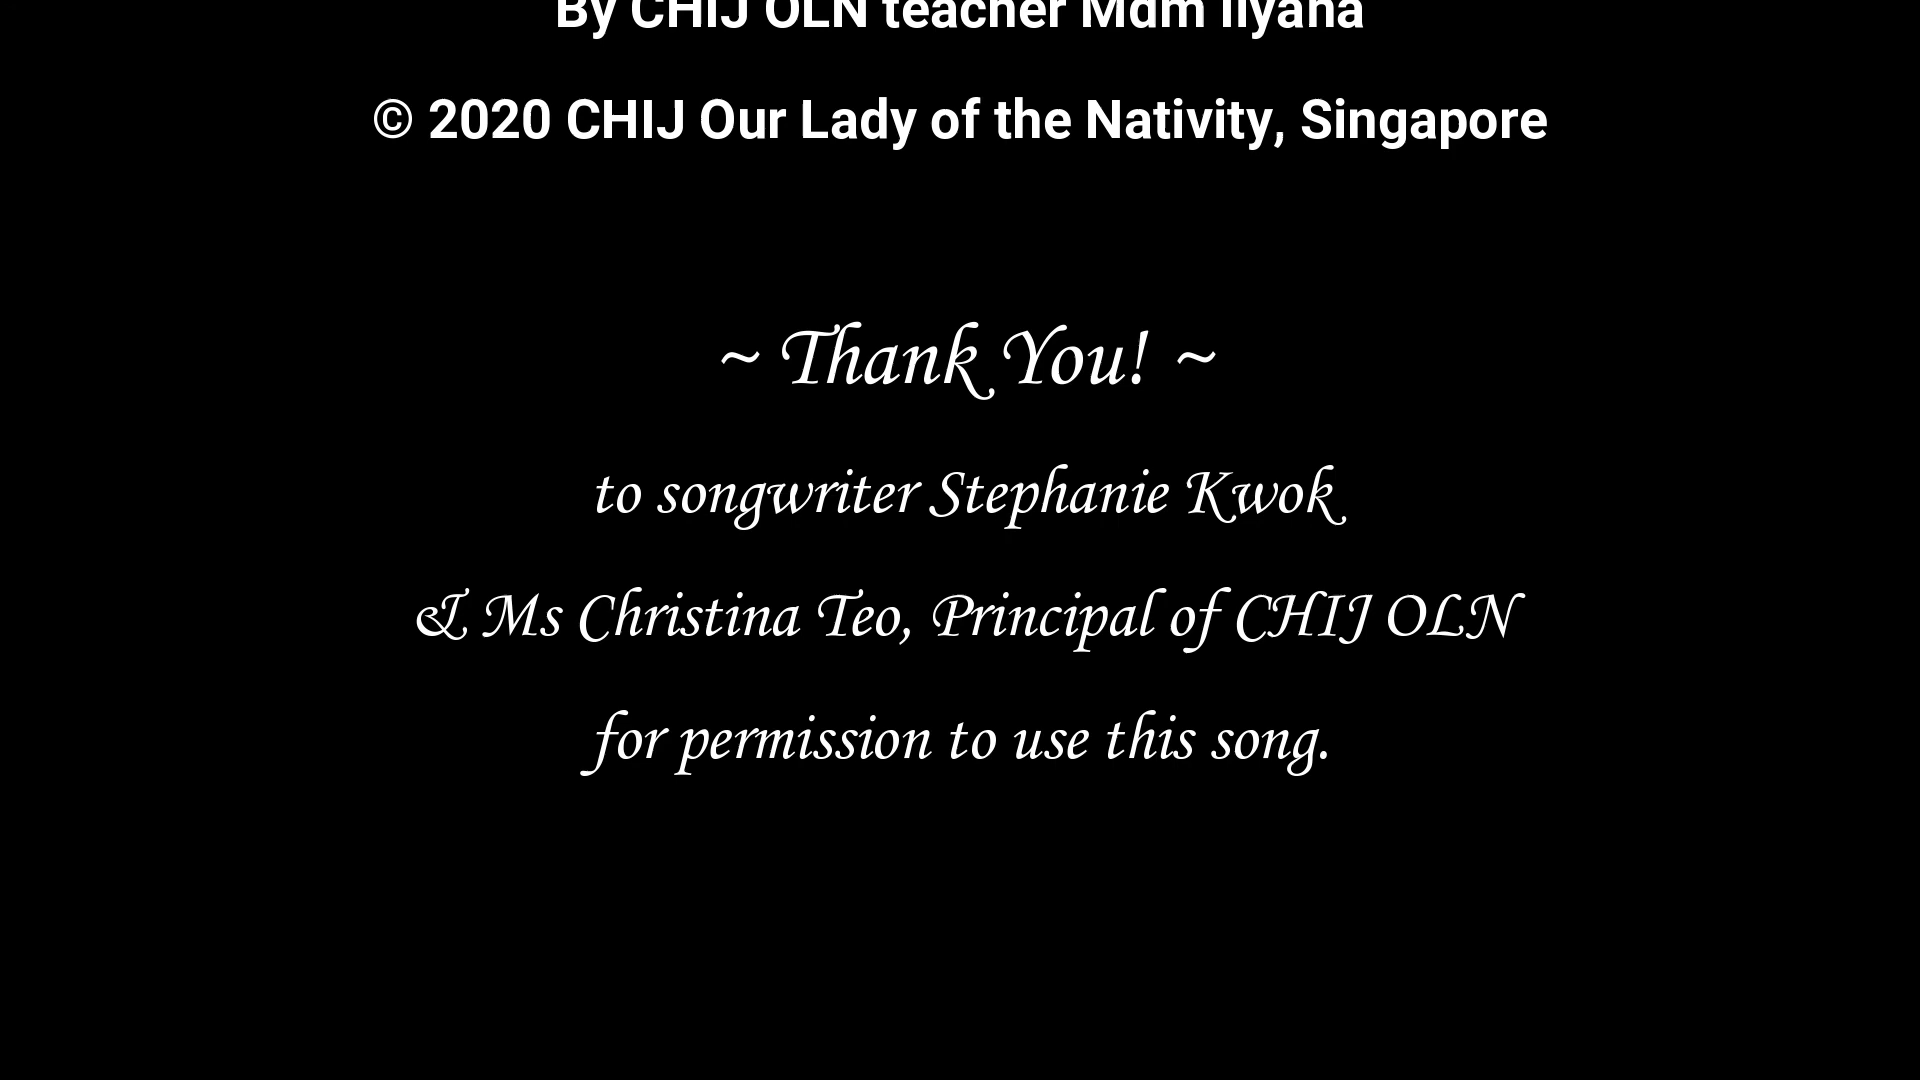 By CHIJ OLN teacher Mdm Ilyana
© 2020 CHIJ Our Lady of the Nativity, Singapore
~ Thank You! ~
to songwriter Stephanie Kwok
& Ms Christina Teo, Principal of CHIJ OLN
for permission to use this song.